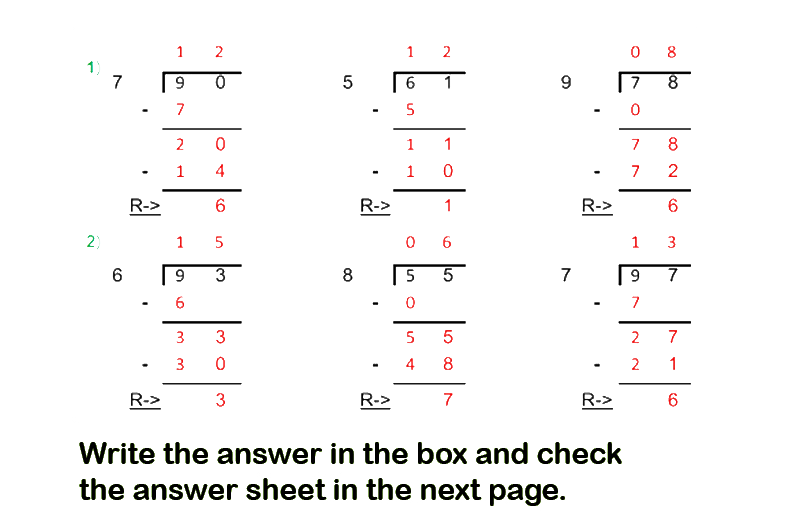 1 2 1 2 0 8
1) 7 9 0 5 6 1 9 7 8
- 7 - 5 - 0
2 0 1 1 7 8
- 1 4 - 1 0 - 7 2
R-> 6 R-> 1 R-> 6
2) 1 5 0 6 1 3
6 9 3 8 5 5 7 9 7
- 6 - 0 - 7
3 3 5 5 2 7
- 3 0 - 4 8 - 2 1
R-> 3 R-> 7 R-> 6
Write the answer in the box and check
the answer sheet in the next page.